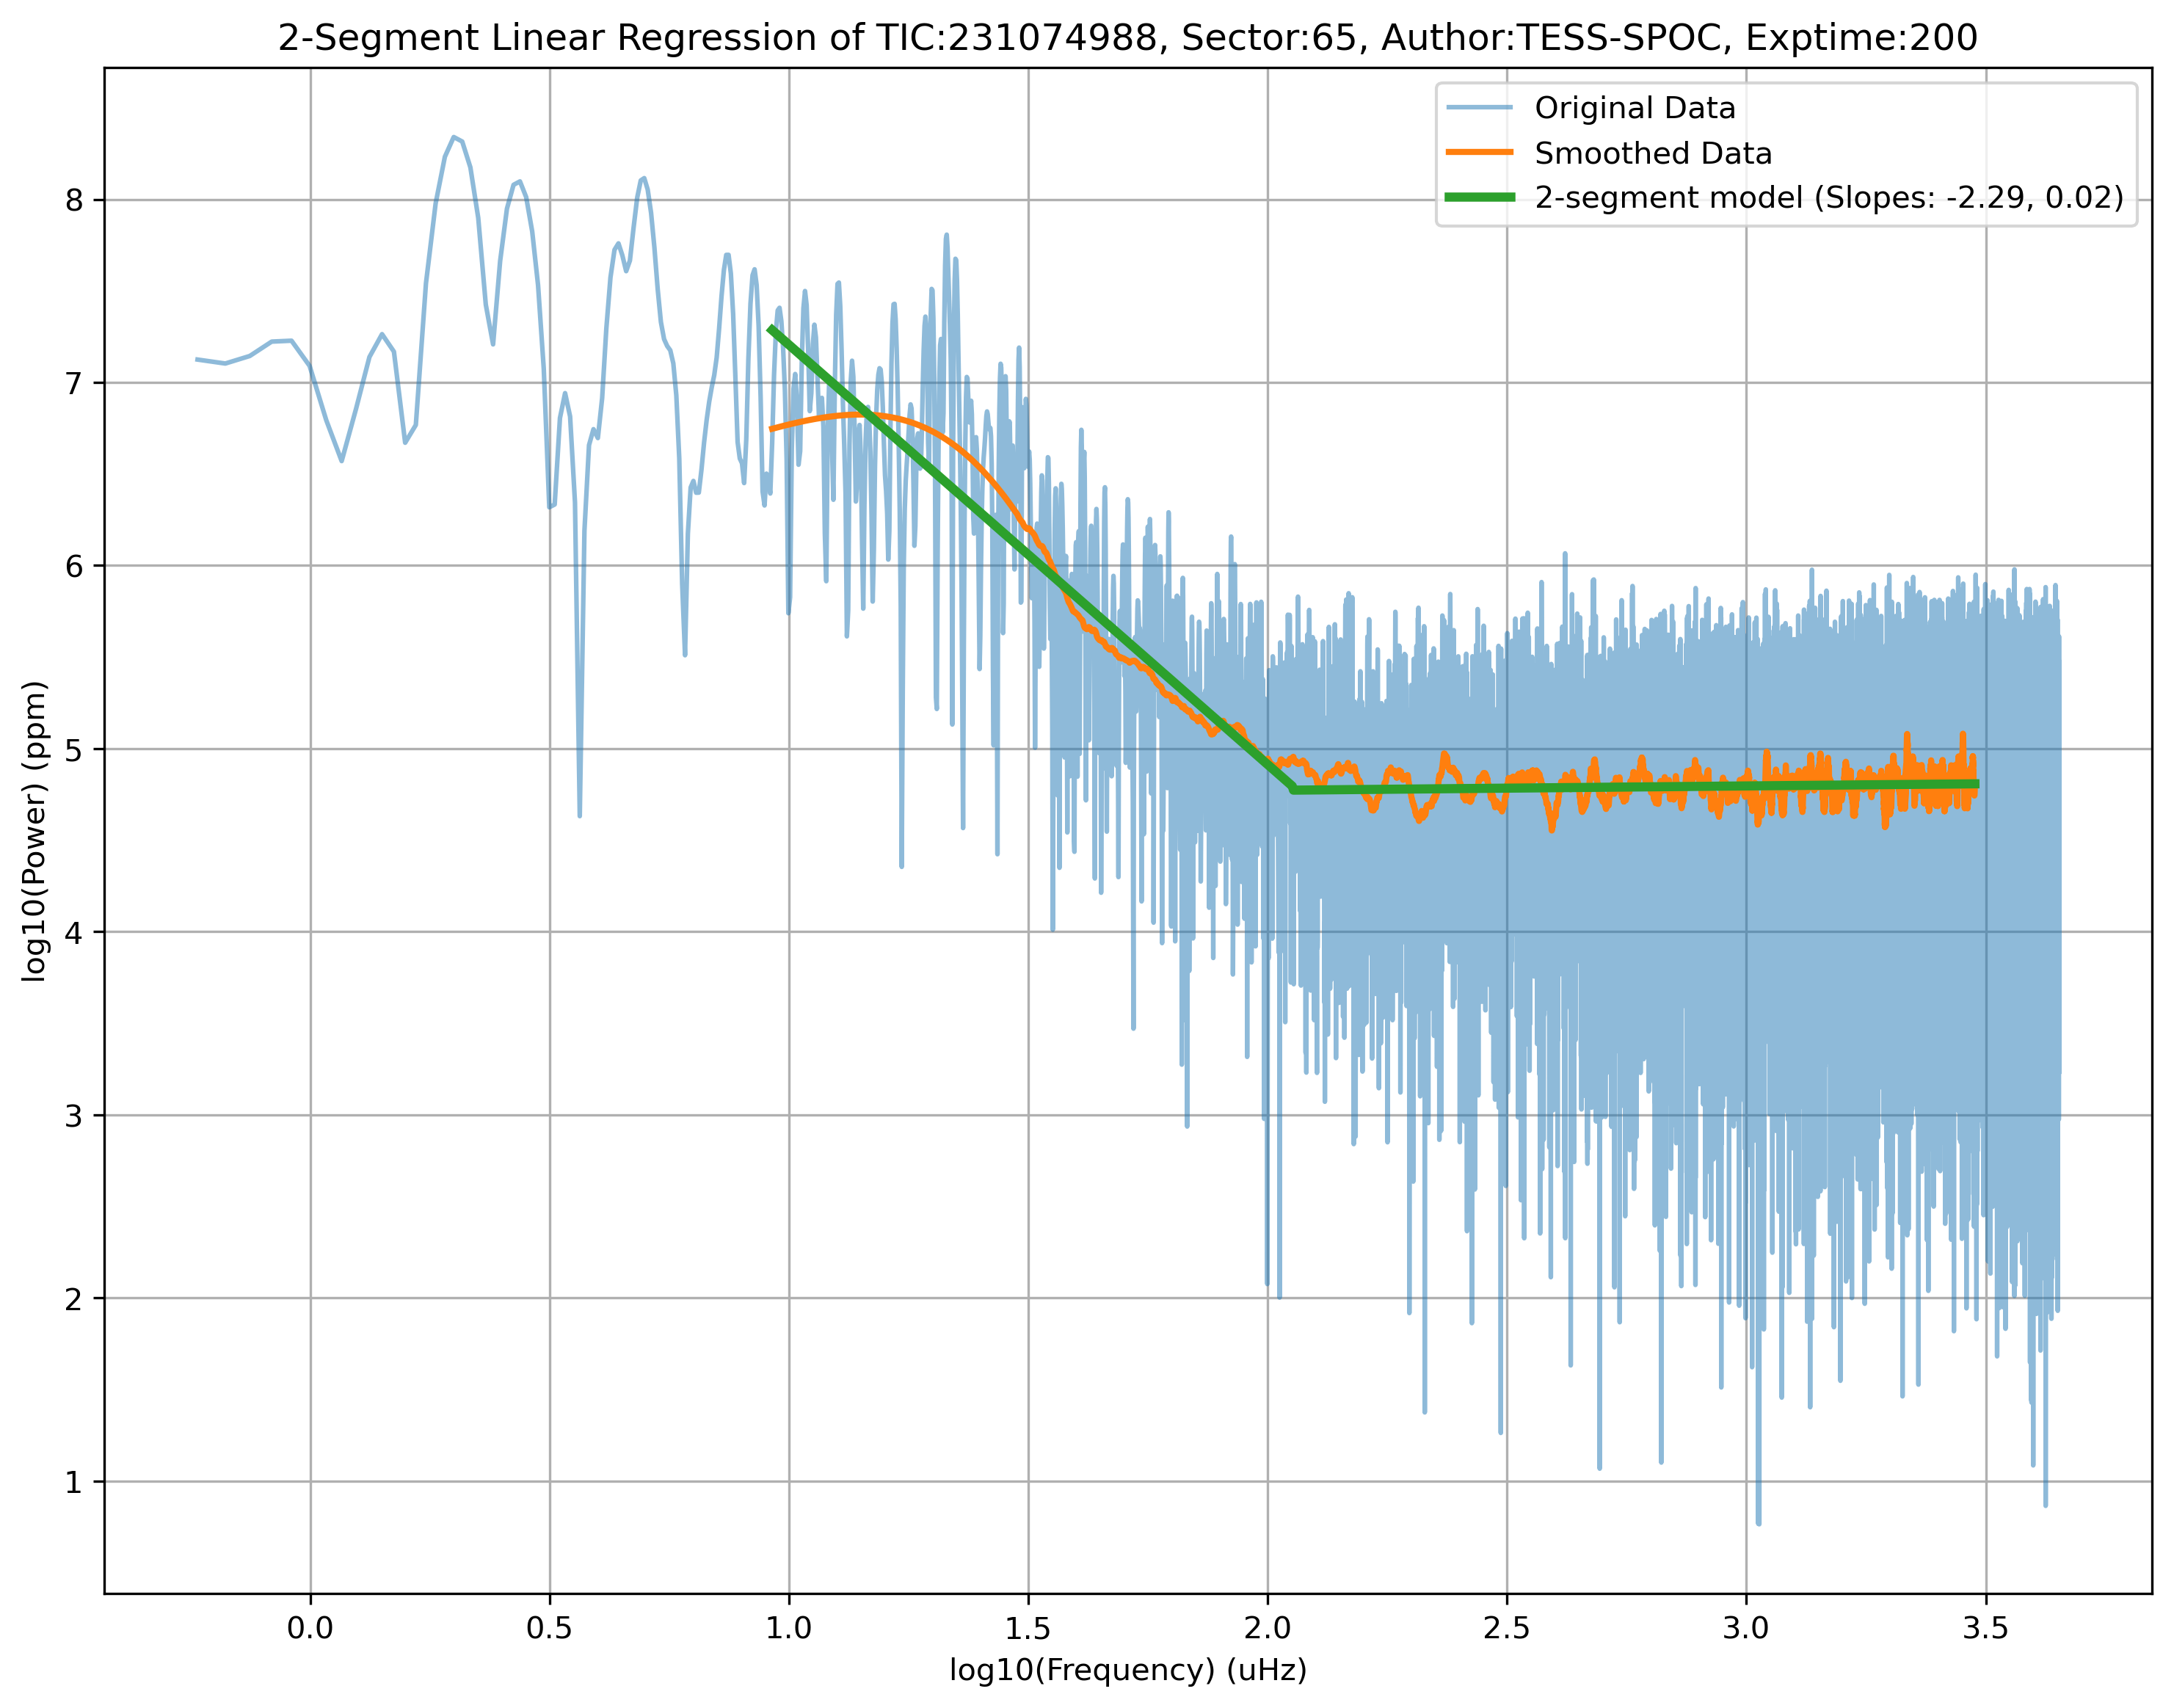 2-Segment Linear Regression of TIC:231074988, Sector:65, Author:TESS-SPOC, Exptime:200
Original Data
Smoothed Data
2-segment model (Slopes: -2.29, 0.02)
log10(Power) (ppm)
8
7
6
5
4
3
2
1
0.0 0.5 1.0 1.5 2.0 2.5 3.0 3.5
log10(Frequency) (uHz)